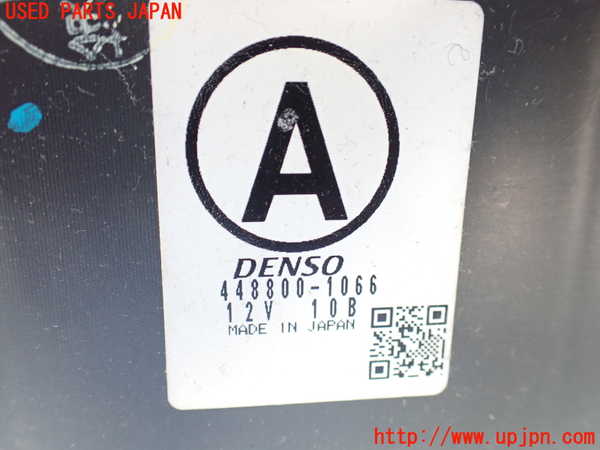 USED PARTS JAPAN
A
DENSO
448800-1066
12V 10B
MADE IN JAPAN
http://www.upjpn.com/